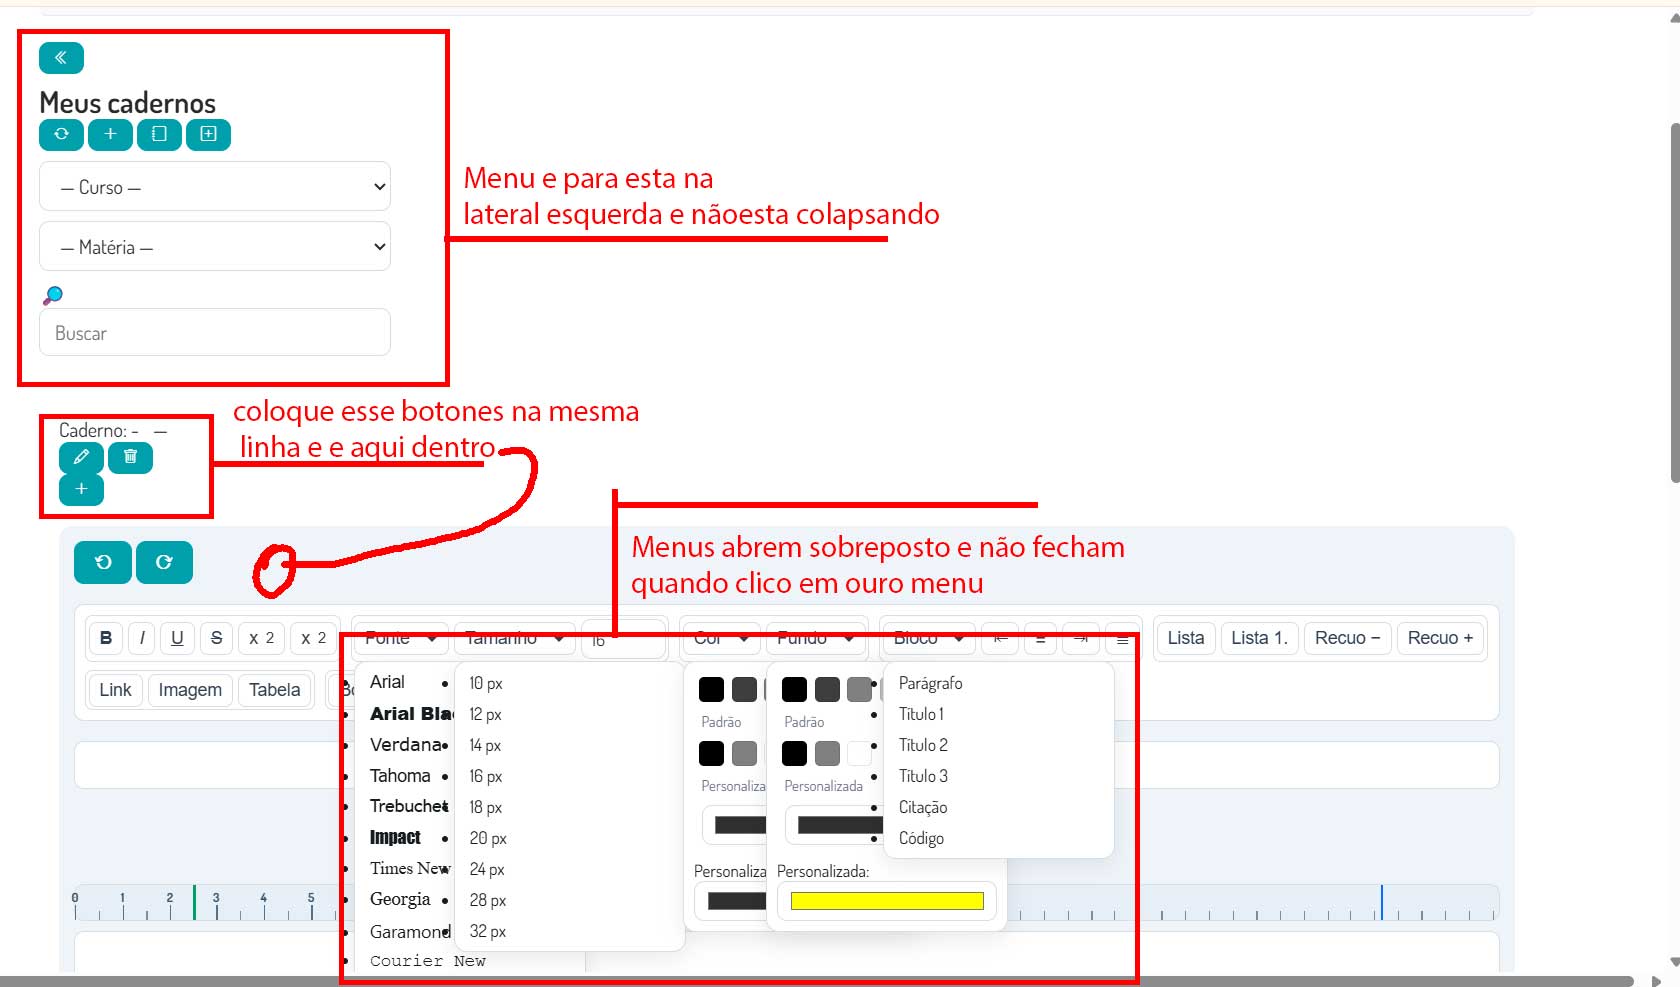 Meus cadernos
— Curso —
— Matéria —
Buscar
Menu e para esta na
lateral esquerda e nãoesta colapsando
coloque esse botones na mesma
linha e e aqui dentro
Caderno: - —
Menus abrem sobreposto e não fecham
quando clico em ouro menu
B I U S x 2 x 2 Fonte Tamanho 16 Cor Fundo Bloco Lista Lista 1. Recuo − Recuo +
Link Imagem Tabela
Arial
Arial Bla
Verdana
Tahoma
Trebuchet
Impact
Times New
Georgia
Garamond
Courier New
10 px
12 px
14 px
16 px
18 px
20 px
24 px
28 px
32 px
Padrão
Personaliza
Personaliza
Padrão
Personalizada
Personalizada:
Parágrafo
Título 1
Título 2
Título 3
Citação
Código
0 1 2 3 4 5